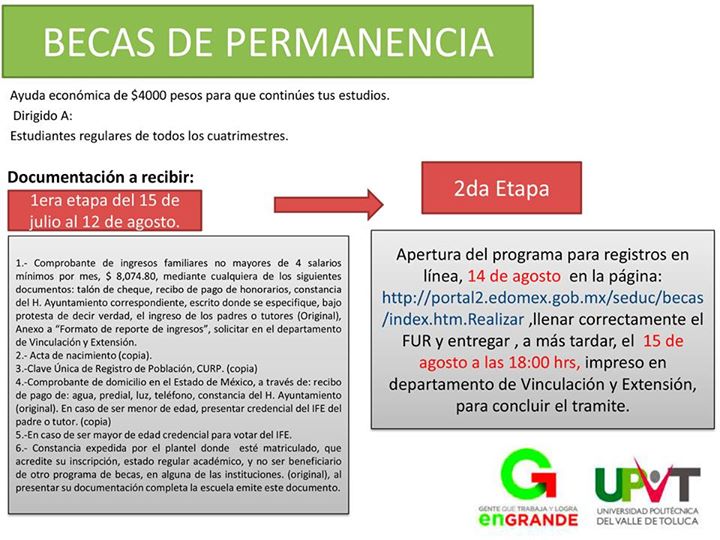 BECAS DE PERMANENCIA
Ayuda económica de $4000 pesos para que continúes tus estudios.
Dirigido A:
Estudiantes regulares de todos los cuatrimestres.
Documentación a recibir:
1era etapa del 15 de
julio al 12 de agosto.
1.- Comprobante de ingresos familiares no mayores de 4 salarios
mínimos por mes, $ 8,074.80, mediante cualquiera de los siguientes
documentos: talón de cheque, recibo de pago de honorarios, constancia
del H. Ayuntamiento correspondiente, escrito donde se especifique, bajo
protesta de decir verdad, el ingreso de los padres o tutores (Original),
Anexo a “Formato de reporte de ingresos”, solicitar en el departamento
de Vinculación y Extensión.
2.- Acta de nacimiento (copia).
3.-Clave Única de Registro de Población, CURP. (copia)
4.-Comprobante de domicilio en el Estado de México, a través de: recibo
de pago de: agua, predial, luz, teléfono, constancia del H. Ayuntamiento
(original). En caso de ser menor de edad, presentar credencial del IFE del
padre o tutor. (copia)
5.-En caso de ser mayor de edad credencial para votar del IFE.
6.- Constancia expedida por el plantel donde esté matriculado, que
acredite su inscripción, estado regular académico, y no ser beneficiario
de otro programa de becas, en alguna de las instituciones. (original), al
presentar su documentación completa la escuela emite este documento.
2da Etapa
Apertura del programa para registros en
línea, 14 de agosto en la página:
http://portal2.edomex.gob.mx/seduc/becas
/index.htm.Realizar ,llenar correctamente el
FUR y entregar , a más tardar, el 15 de
agosto a las 18:00 hrs, impreso en
departamento de Vinculación y Extensión,
para concluir el tramite.
GENTE QUE TRABAJA Y LOGRA
enGRANDE
UPVT
UNIVERSIDAD POLITÉCNICA
DEL VALLE DE TOLUCA